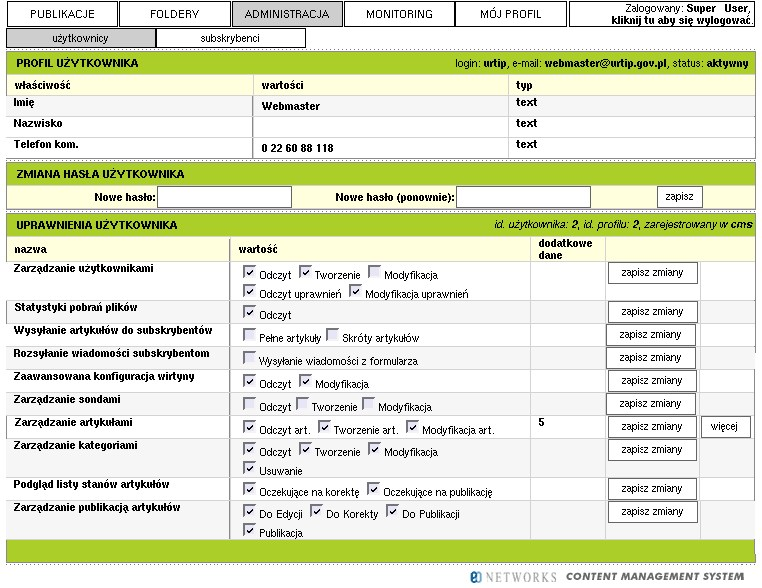 PUBLIKACJE FOLDERY ADMINISTRACJA MONITORING MÓJ PROFIL Zalogowany: Super User,
kliknij tu aby się wylogować.
użytkownicy subskrybenci
PROFIL UŻYTKOWNIKA login: urtip, e-mail: webmaster@urtip.gov.pl, status: aktywny
właściwość wartości typ
Imię Webmaster text
Nazwisko text
Telefon kom. 0 22 60 88 118 text
ZMIANA HASŁA UŻYTKOWNIKA
Nowe hasło: Nowe hasło (ponownie): zapisz
UPRAWNIENIA UŻYTKOWNIKA id. użytkownika: 2, id. profilu: 2, zarejestrowany w cms
nazwa wartość dodatkowe
dane
Zarządzanie użytkownikami Odczyt Tworzenie Modyfikacja zapisz zmiany
Odczyt uprawnień Modyfikacja uprawnień
Statystyki pobrań plików Odczyt zapisz zmiany
Wysyłanie artykułów do subskrybentów Pełne artykuły Skróty artykułów zapisz zmiany
Rozsyłanie wiadomości subskrybentom Wysyłanie wiadomości z formularza zapisz zmiany
Zaawansowana konfiguracja wirtyny Odczyt Modyfikacja zapisz zmiany
Zarządzanie sondami Odczyt Tworzenie Modyfikacja zapisz zmiany
Zarządzanie artykułami Odczyt art. Tworzenie art. Modyfikacja art. 5 zapisz zmiany więcej
Zarządzanie kategoriami Odczyt Tworzenie Modyfikacja zapisz zmiany
Usuwanie
Podgląd listy stanów artykułów Oczekujące na korektę Oczekujące na publikację zapisz zmiany
Zarządzanie publikacją artykułów Do Edycji Do Korekty Do Publikacji zapisz zmiany
Publikacja
eo NETWORKS CONTENT MANAGEMENT SYSTEM